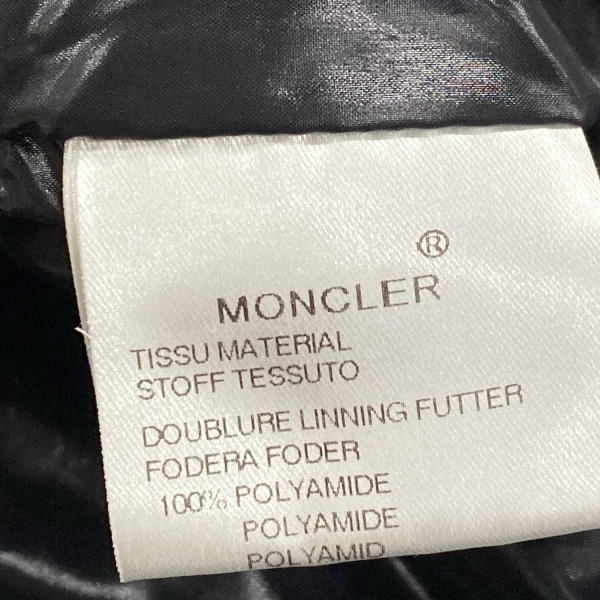 ®
MONCLER
TISSU MATERIAL
STOFF TESSUTO
DOUBLURE LINNING FUTTER
FODERA FODER
100% POLYAMIDE
POLYAMIDE
POLYAMID